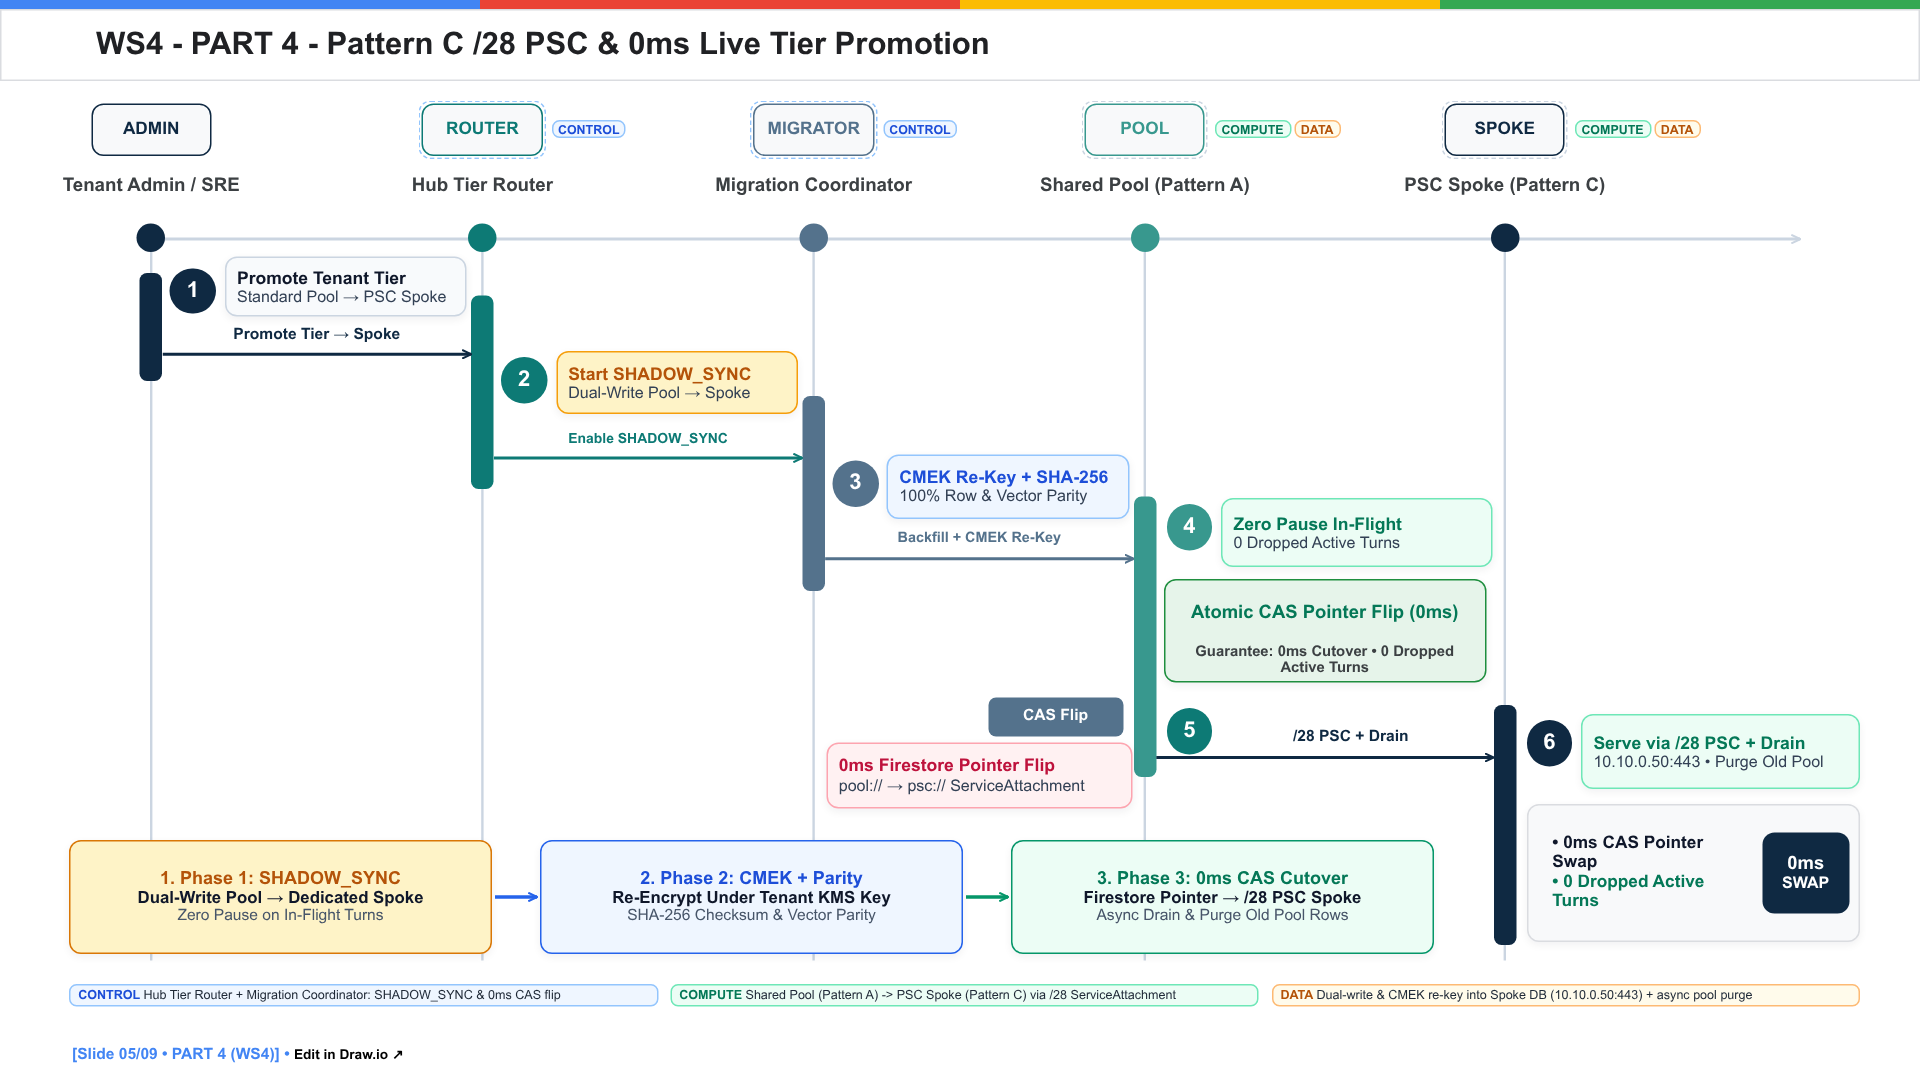 WS4 - PART 4 - Pattern C /28 PSC & 0ms Live Tier Promotion
ADMIN
ROUTER
CONTROL
MIGRATOR
CONTROL
POOL
COMPUTE
DATA
SPOKE
COMPUTE
DATA
Tenant Admin / SRE
Hub Tier Router
Migration Coordinator
Shared Pool (Pattern A)
PSC Spoke (Pattern C)
1
Promote Tenant Tier
Standard Pool → PSC Spoke
Promote Tier → Spoke
2
Start SHADOW_SYNC
Dual-Write Pool → Spoke
Enable SHADOW_SYNC
3
CMEK Re-Key + SHA-256
100% Row & Vector Parity
Backfill + CMEK Re-Key
4
Zero Pause In-Flight
0 Dropped Active Turns
Atomic CAS Pointer Flip (0ms)
Guarantee: 0ms Cutover • 0 Dropped
Active Turns
CAS Flip
0ms Firestore Pointer Flip
pool:// → psc:// ServiceAttachment
5
/28 PSC + Drain
6
Serve via /28 PSC + Drain
10.10.0.50:443 • Purge Old Pool
• 0ms CAS Pointer
Swap
• 0 Dropped Active
Turns
0ms
SWAP
1. Phase 1: SHADOW_SYNC
Dual-Write Pool → Dedicated Spoke
Zero Pause on In-Flight Turns
2. Phase 2: CMEK + Parity
Re-Encrypt Under Tenant KMS Key
SHA-256 Checksum & Vector Parity
3. Phase 3: 0ms CAS Cutover
Firestore Pointer → /28 PSC Spoke
Async Drain & Purge Old Pool Rows
CONTROL Hub Tier Router + Migration Coordinator: SHADOW_SYNC & 0ms CAS flip
COMPUTE Shared Pool (Pattern A) -> PSC Spoke (Pattern C) via /28 ServiceAttachment
DATA Dual-write & CMEK re-key into Spoke DB (10.10.0.50:443) + async pool purge
[Slide 05/09 • PART 4 (WS4)] • Edit in Draw.io ↗